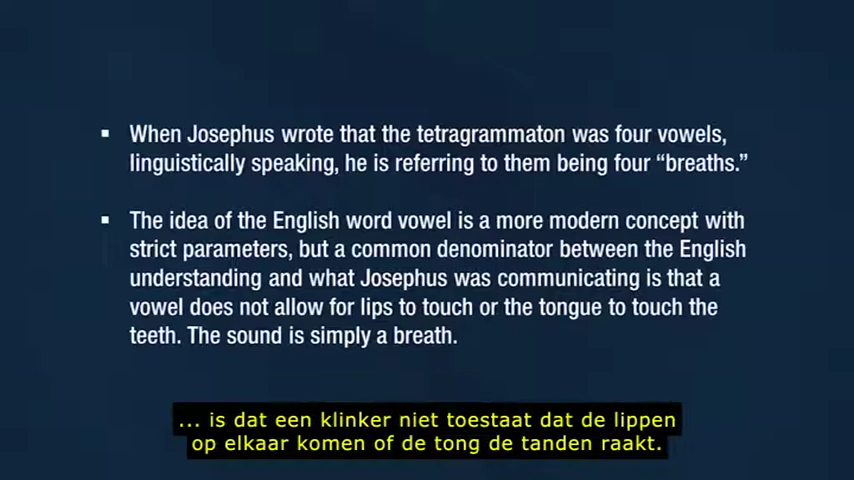 ▪ When Josephus wrote that the tetragrammaton was four vowels,
linguistically speaking, he is referring to them being four “breaths.”
▪ The idea of the English word vowel is a more modern concept with
strict parameters, but a common denominator between the English
understanding and what Josephus was communicating is that a
vowel does not allow for lips to touch or the tongue to touch the
teeth. The sound is simply a breath.
... is dat een klinker niet toestaat dat de lippen
op elkaar komen of de tong de tanden raakt.